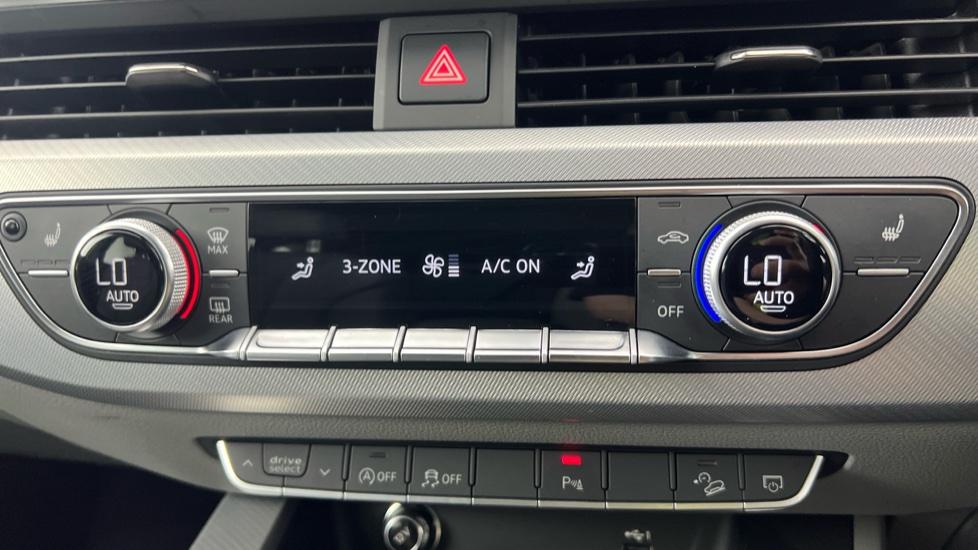 MAX
LO
AUTO
REAR
3-ZONE
A/C ON
LO
AUTO
OFF
drive
select
A OFF
OFF
P